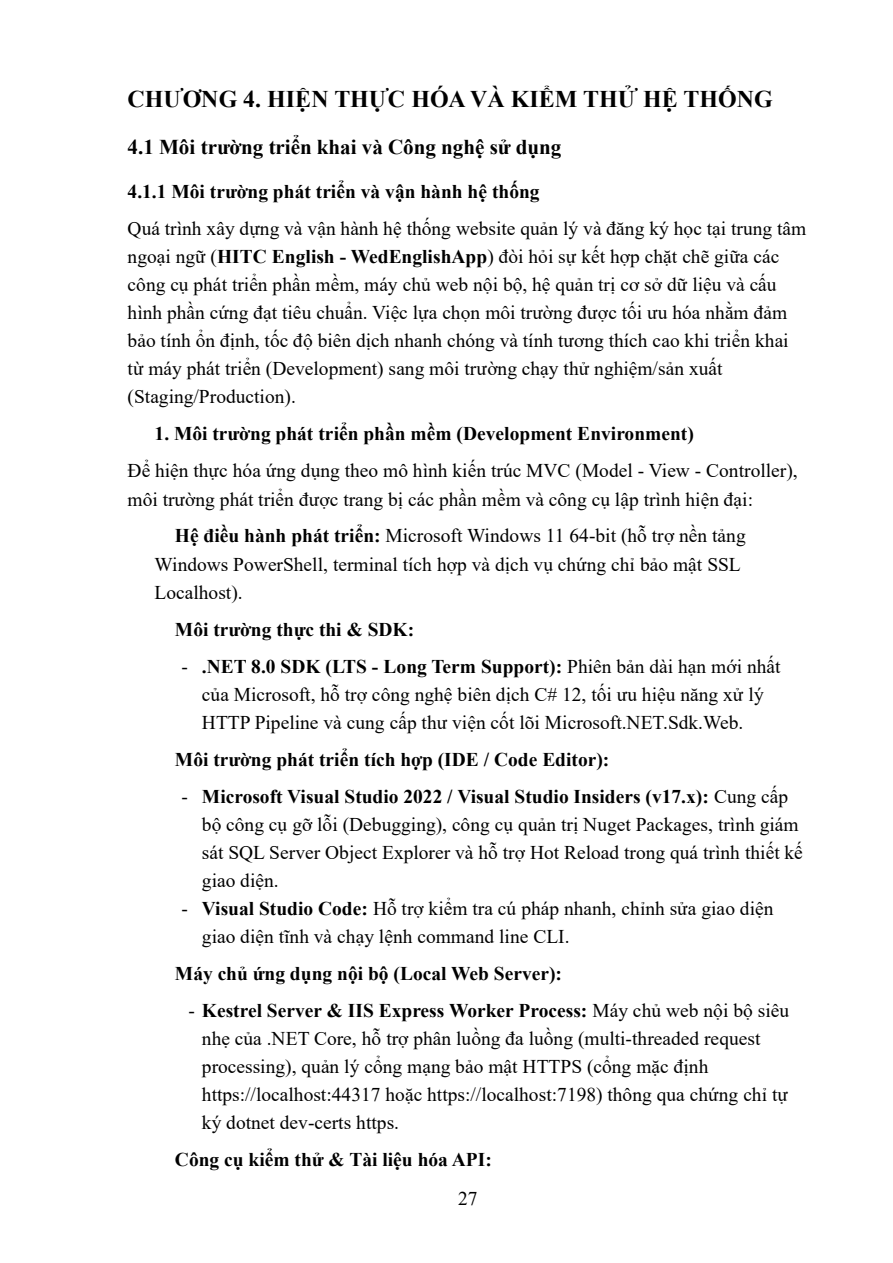 CHƯƠNG 4. HIỆN THỰC HÓA VÀ KIỂM THỬ HỆ THỐNG
4.1 Môi trường triển khai và Công nghệ sử dụng
4.1.1 Môi trường phát triển và vận hành hệ thống
Quá trình xây dựng và vận hành hệ thống website quản lý và đăng ký học tại trung tâm
ngoại ngữ (HITC English - WedEnglishApp) đòi hỏi sự kết hợp chặt chẽ giữa các
công cụ phát triển phần mềm, máy chủ web nội bộ, hệ quản trị cơ sở dữ liệu và cấu
hình phần cứng đạt tiêu chuẩn. Việc lựa chọn môi trường được tối ưu hóa nhằm đảm
bảo tính ổn định, tốc độ biên dịch nhanh chóng và tính tương thích cao khi triển khai
từ máy phát triển (Development) sang môi trường chạy thử nghiệm/sản xuất
(Staging/Production).
1. Môi trường phát triển phần mềm (Development Environment)
Để hiện thực hóa ứng dụng theo mô hình kiến trúc MVC (Model - View - Controller),
môi trường phát triển được trang bị các phần mềm và công cụ lập trình hiện đại:
Hệ điều hành phát triển: Microsoft Windows 11 64-bit (hỗ trợ nền tảng
Windows PowerShell, terminal tích hợp và dịch vụ chứng chỉ bảo mật SSL
Localhost).
Môi trường thực thi & SDK:
- .NET 8.0 SDK (LTS - Long Term Support): Phiên bản dài hạn mới nhất
của Microsoft, hỗ trợ công nghệ biên dịch C# 12, tối ưu hiệu năng xử lý
HTTP Pipeline và cung cấp thư viện cốt lõi Microsoft.NET.Sdk.Web.
Môi trường phát triển tích hợp (IDE / Code Editor):
- Microsoft Visual Studio 2022 / Visual Studio Insiders (v17.x): Cung cấp
bộ công cụ gỡ lỗi (Debugging), công cụ quản trị Nuget Packages, trình giám
sát SQL Server Object Explorer và hỗ trợ Hot Reload trong quá trình thiết kế
giao diện.
- Visual Studio Code: Hỗ trợ kiểm tra cú pháp nhanh, chỉnh sửa giao diện
giao diện tĩnh và chạy lệnh command line CLI.
Máy chủ ứng dụng nội bộ (Local Web Server):
- Kestrel Server & IIS Express Worker Process: Máy chủ web nội bộ siêu
nhẹ của .NET Core, hỗ trợ phân luồng đa luồng (multi-threaded request
processing), quản lý cổng mạng bảo mật HTTPS (cổng mặc định
https://localhost:44317 hoặc https://localhost:7198) thông qua chứng chỉ tự
ký dotnet dev-certs https.
Công cụ kiểm thử & Tài liệu hóa API:
27